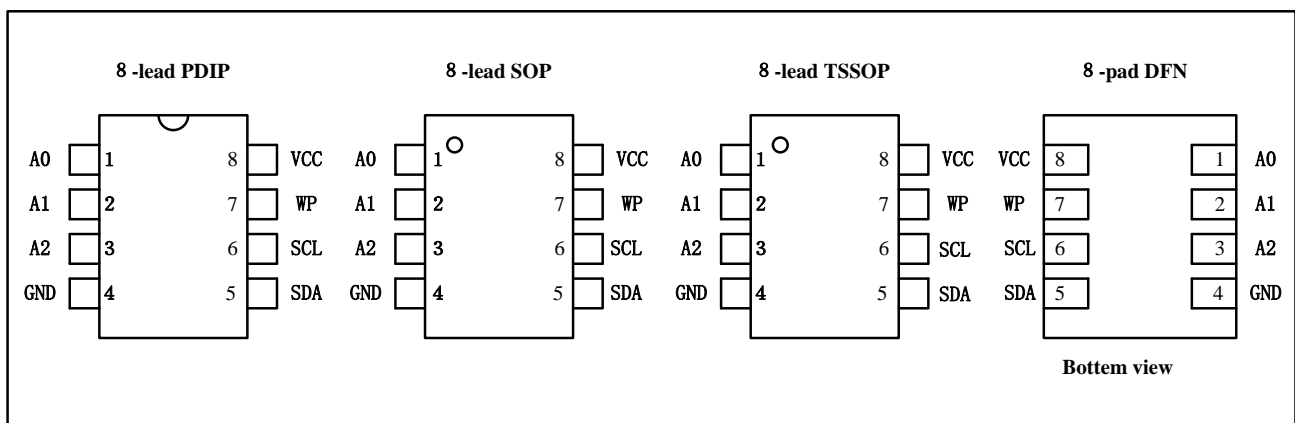 8 -lead PDIP
8 -lead SOP
8 -lead TSSOP
8 -pad DFN
A0 1 8 VCC
A1 2 7 WP
A2 3 6 SCL
GND 4 5 SDA
A0 1 8 VCC
A1 2 7 WP
A2 3 6 SCL
GND 4 5 SDA
A0 1 8 VCC
A1 2 7 WP
A2 3 6 SCL
GND 4 5 SDA
VCC 8 1 A0
WP 7 2 A1
SCL 6 3 A2
SDA 5 4 GND
Bottem view